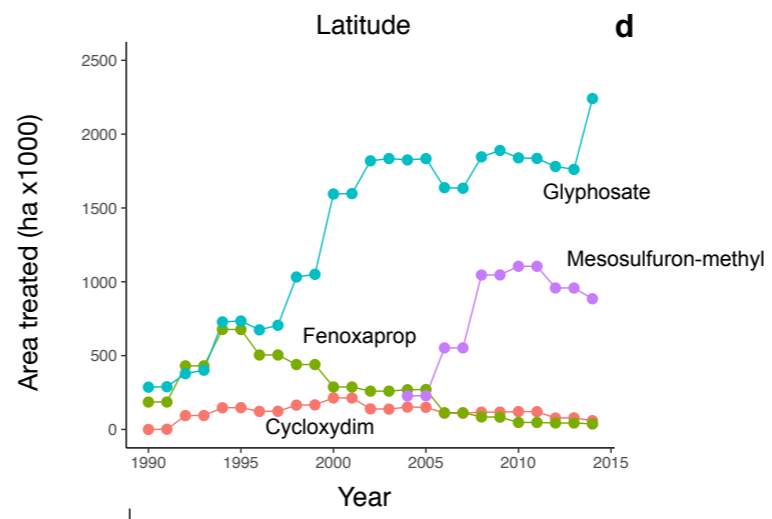 Latitude
d
2500
2000
1500
1000
500
0
Area treated (ha x1000)
Glyphosate
Mesosulfuron-methyl
Fenoxaprop
Cycloxydim
1990 1995 2000 2005 2010 2015
Year